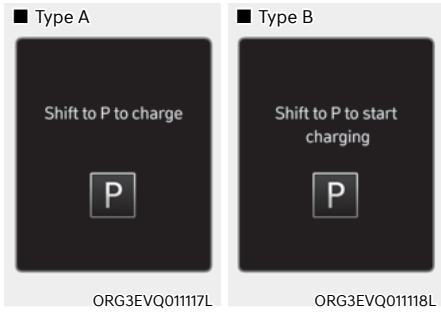 ■ Type A
Shift to P to charge
P
ORG3EVQ011117L
■ Type B
Shift to P to start
charging
P
ORG3EVQ011118L